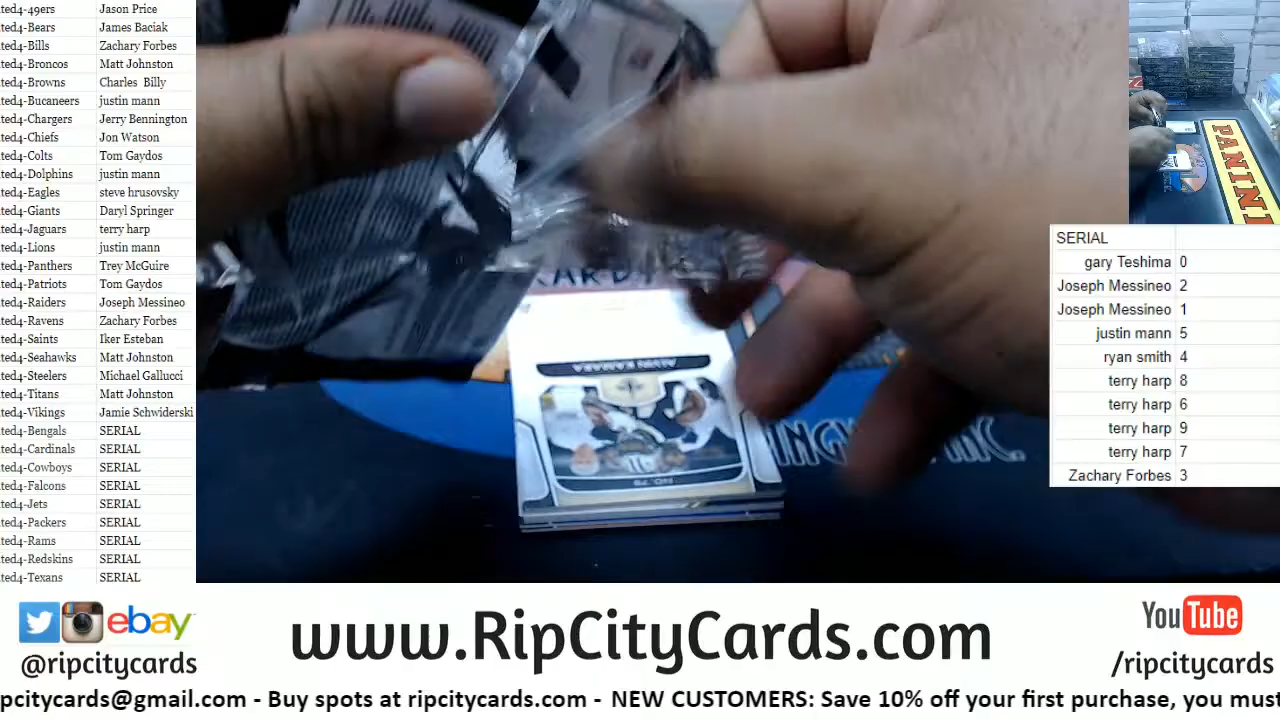 ted4-49ers Jason Price
ted4-Bears James Baciak
ted4-Bills Zachary Forbes
ted4-Broncos Matt Johnston
ted4-Browns Charles Billy
ted4-Bucaneers justin mann
ted4-Chargers Jerry Bennington
ted4-Chiefs Jon Watson
ted4-Colts Tom Gaydos
ted4-Dolphins justin mann
ted4-Eagles steve hrusovsky
ted4-Giants Daryl Springer
ted4-Jaguars terry harp
ted4-Lions justin mann
ted4-Panthers Trey McGuire
ted4-Patriots Tom Gaydos
ted4-Raiders Joseph Messineo
ted4-Ravens Zachary Forbes
ted4-Saints Iker Esteban
ted4-Seahawks Matt Johnston
ted4-Steelers Michael Gallucci
ted4-Titans Matt Johnston
ted4-Vikings Jamie Schwiderski
ted4-Bengals SERIAL
ted4-Cardinals SERIAL
ted4-Cowboys SERIAL
ted4-Falcons SERIAL
ted4-Jets SERIAL
ted4-Packers SERIAL
ted4-Rams SERIAL
ted4-Redskins SERIAL
ted4-Texans SERIAL
ALVIN KAMARA
NO. 79
PANINI
SERIAL
gary Teshima 0
Joseph Messineo 2
Joseph Messineo 1
justin mann 5
ryan smith 4
terry harp 8
terry harp 6
terry harp 9
terry harp 7
Zachary Forbes 3
ebay
@ripcitycards
www.RipCityCards.com
YouTube
/ripcitycards
pcitycards@gmail.com - Buy spots at ripcitycards.com - NEW CUSTOMERS: Save 10% off your first purchase, you must